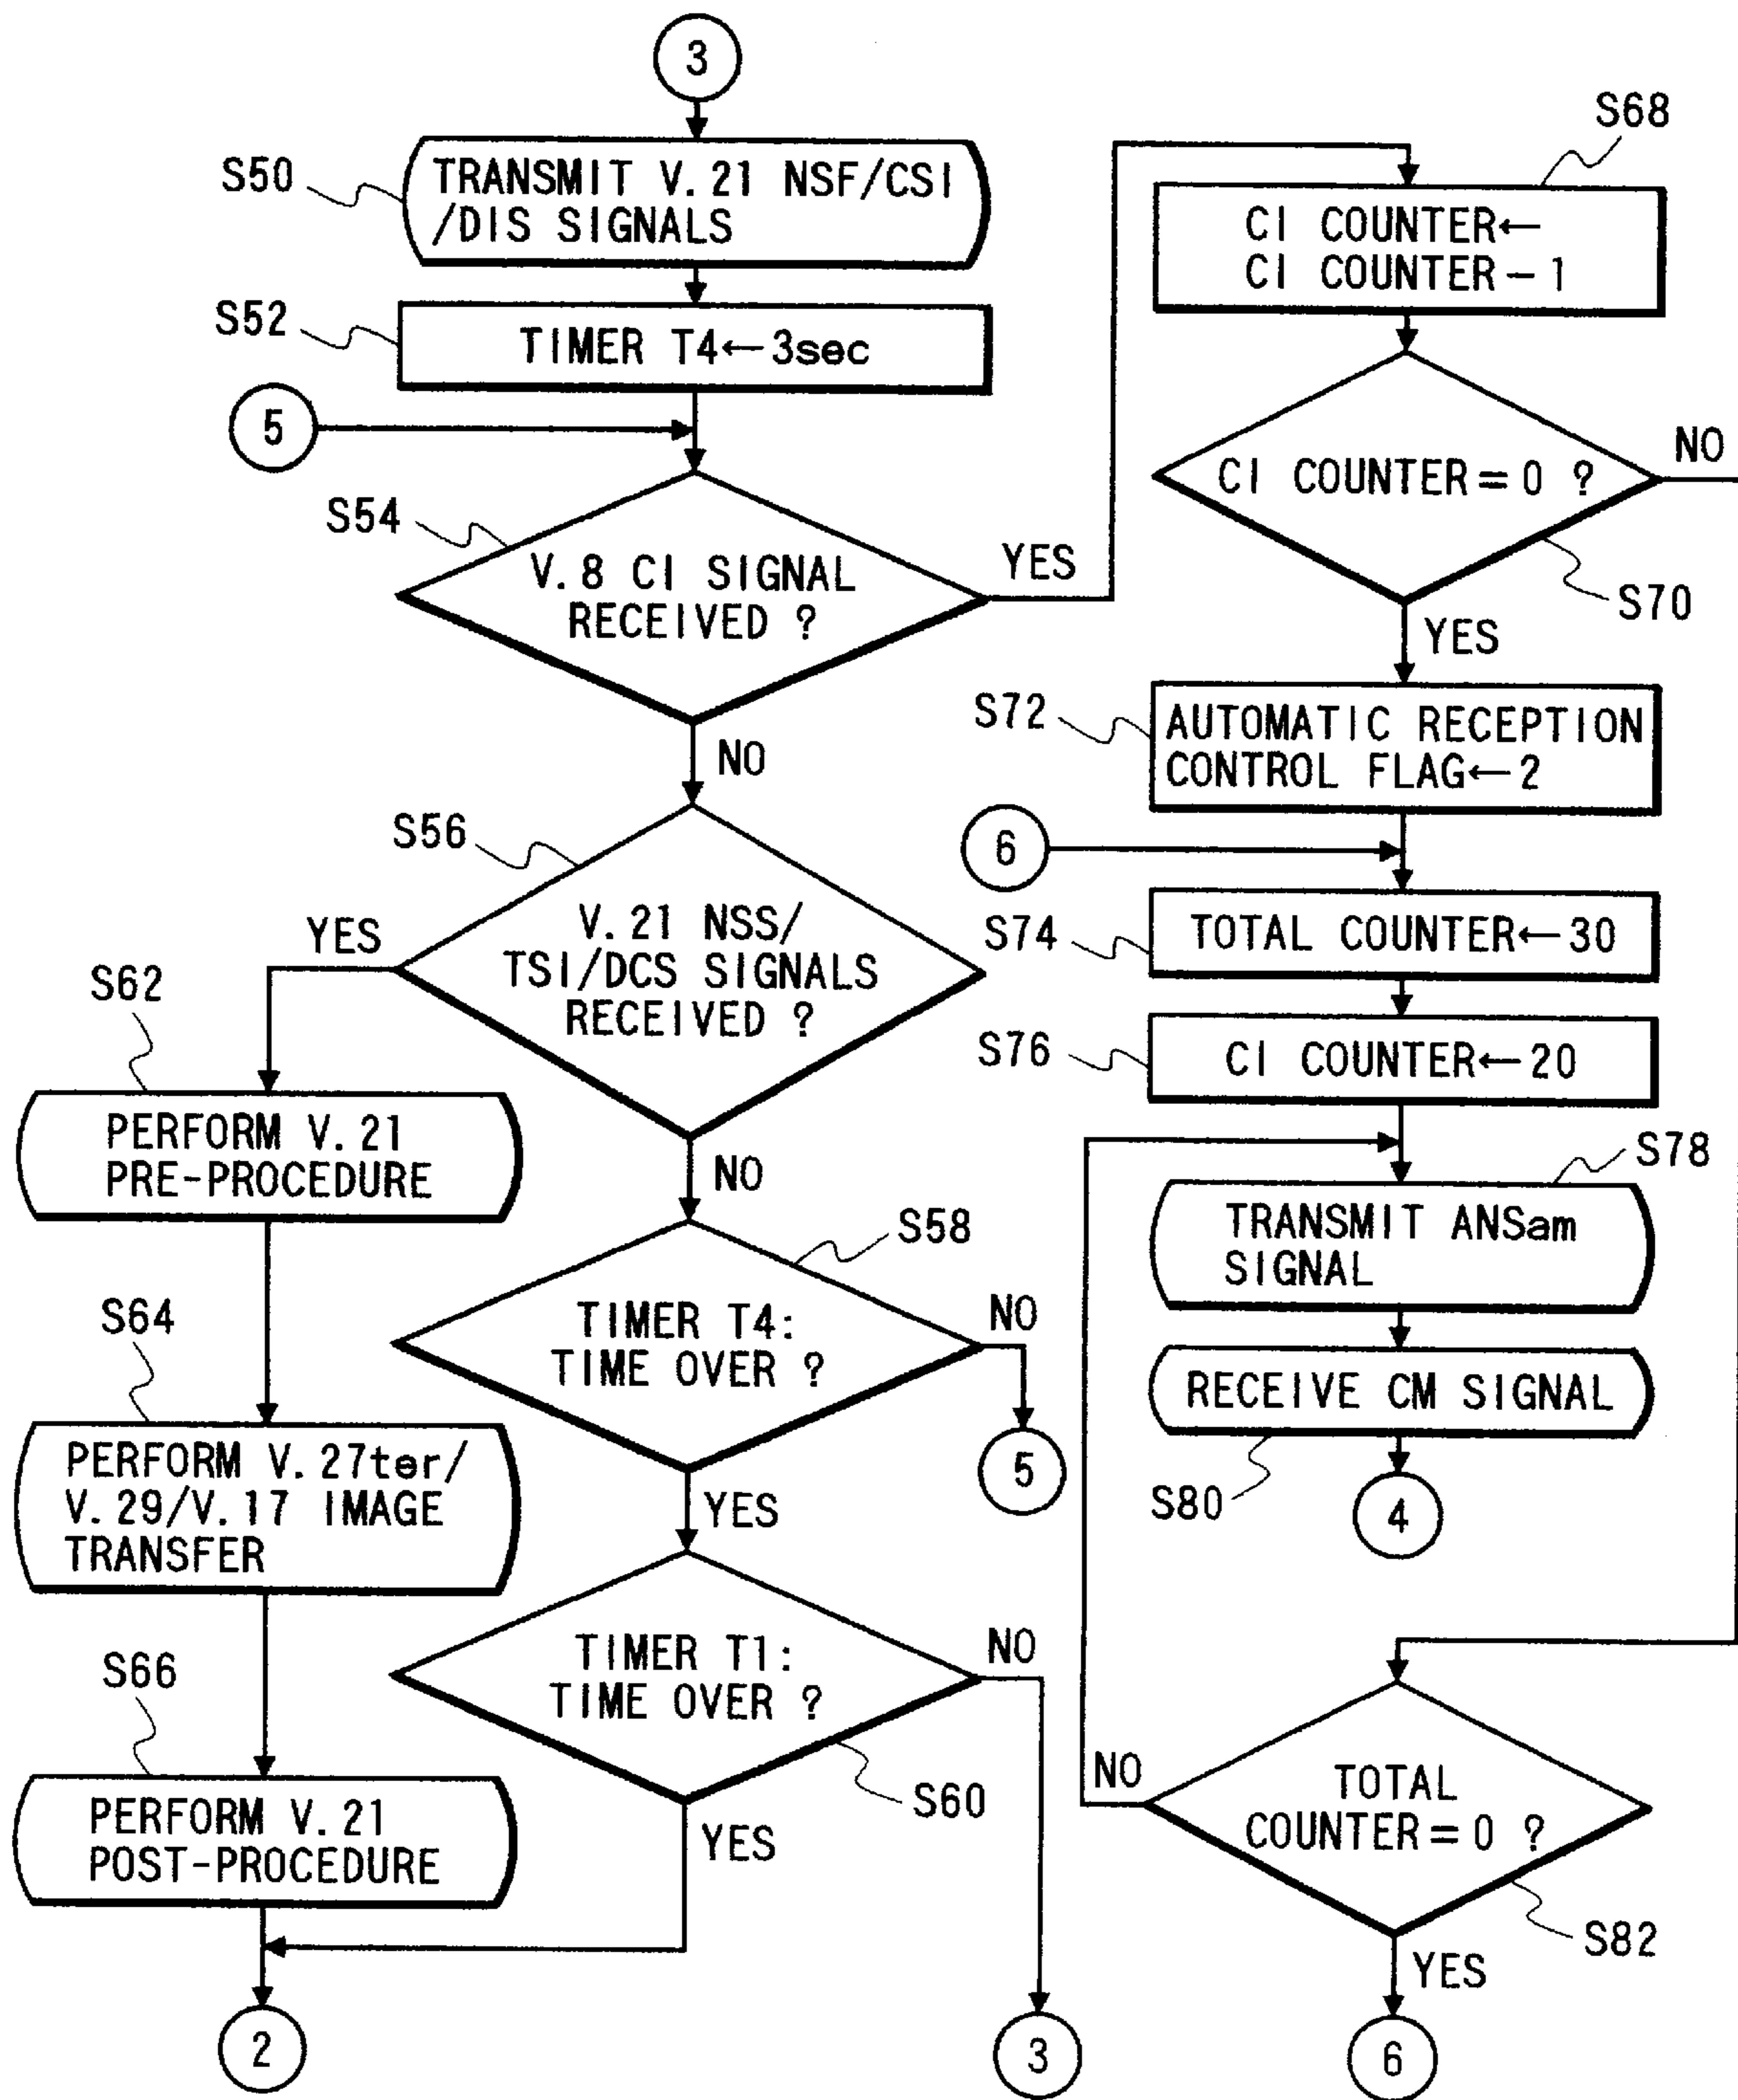 3
S50
TRANSMIT V.21 NSF/CSI
/DIS SIGNALS
S52
TIMER T4←3sec
5
S54
V.8 CI SIGNAL
RECEIVED ?
YES
NO
S56
V.21 NSS/
TSI/DCS SIGNALS
RECEIVED ?
YES
NO
S62
PERFORM V.21
PRE-PROCEDURE
S58
TIMER T4:
TIME OVER ?
NO
5
YES
S64
PERFORM V.27ter/
V.29/V.17 IMAGE
TRANSFER
TIMER T1:
TIME OVER ?
NO
S60
YES
S66
PERFORM V.21
POST-PROCEDURE
2
3
S68
CI COUNTER←
CI COUNTER-1
CI COUNTER=0 ?
NO
S70
YES
S72
AUTOMATIC RECEPTION
CONTROL FLAG←2
6
S74
TOTAL COUNTER←30
S76
CI COUNTER←20
S78
TRANSMIT ANSam
SIGNAL
RECEIVE CM SIGNAL
S80
4
NO
TOTAL
COUNTER=0 ?
S82
YES
6